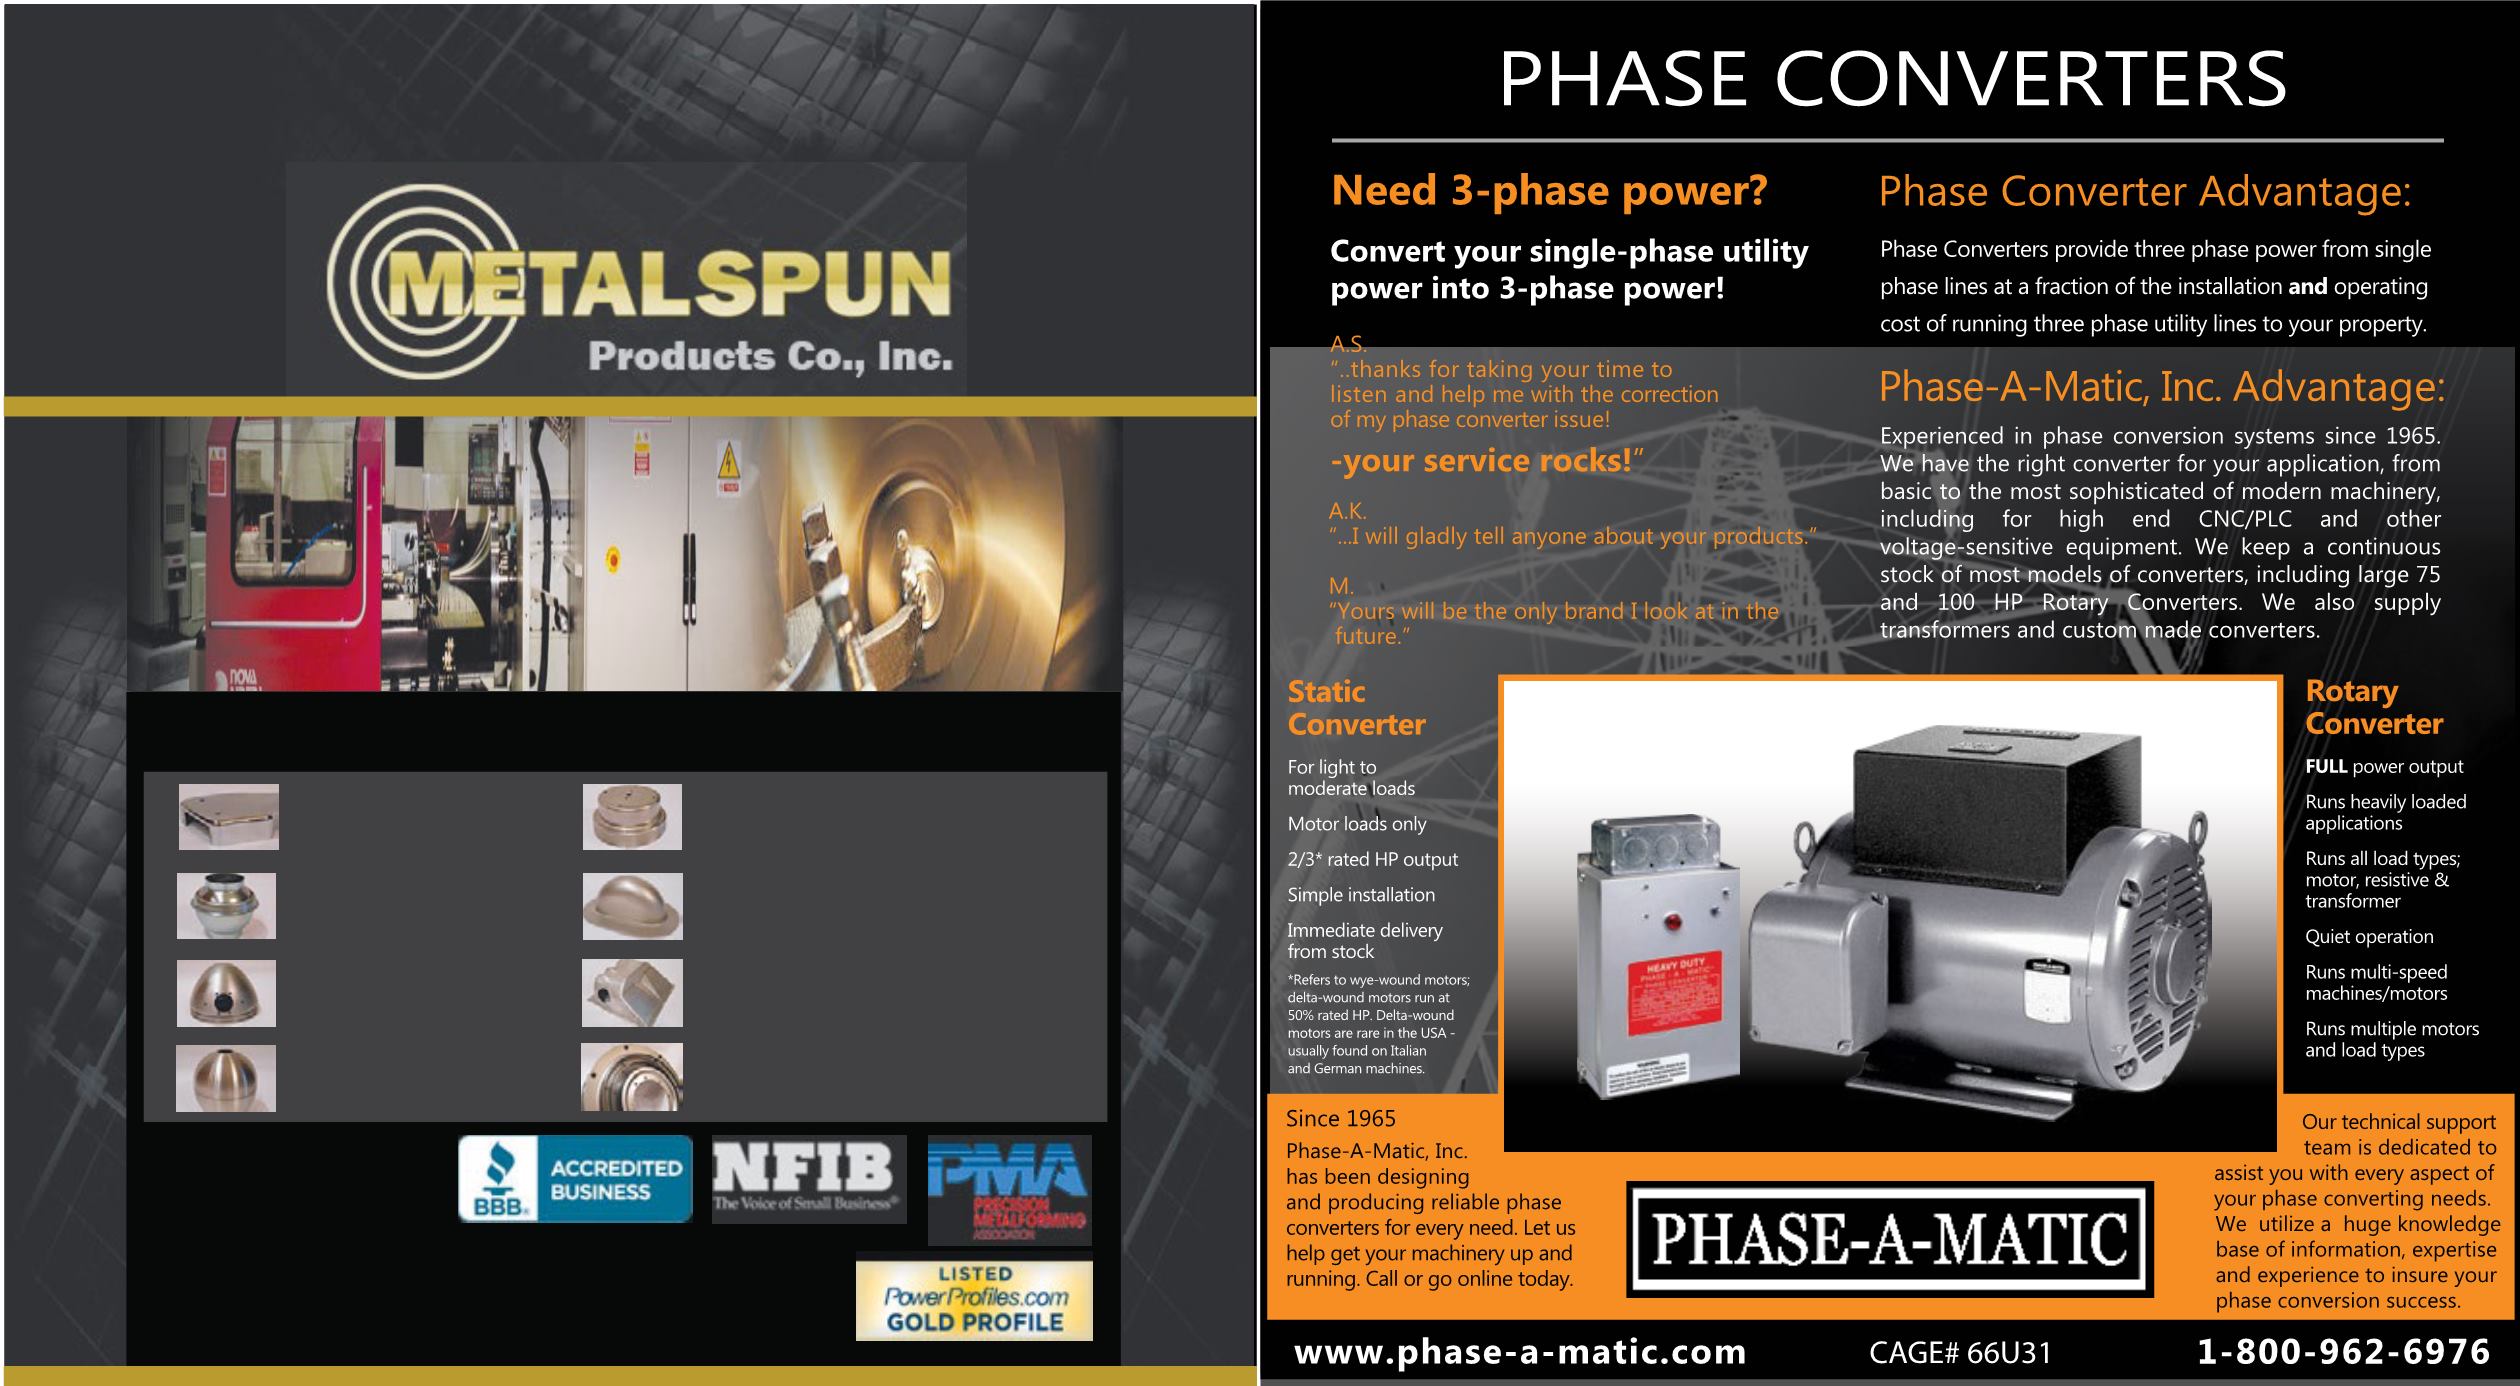 METALSPUN
Products Co., Inc.
NOVA
BBB
ACCREDITED
BUSINESS
NFIB
The Voice of Small Business®
PMA
PRECISION
METALFORMING
ASSOCIATION
LISTED
PowerProfiles.com
GOLD PROFILE
PHASE CONVERTERS
Need 3-phase power?
Convert your single-phase utility
power into 3-phase power!
A.S.
“..thanks for taking your time to
listen and help me with the correction
of my phase converter issue!
-your service rocks!”
A.K.
“...I will gladly tell anyone about your products.”
M.
“Yours will be the only brand I look at in the
future.”
Phase Converter Advantage:
Phase Converters provide three phase power from single
phase lines at a fraction of the installation and operating
cost of running three phase utility lines to your property.
Phase-A-Matic, Inc. Advantage:
Experienced in phase conversion systems since 1965.
We have the right converter for your application, from
basic to the most sophisticated of modern machinery,
including for high end CNC/PLC and other
voltage-sensitive equipment. We keep a continuous
stock of most models of converters, including large 75
and 100 HP Rotary Converters. We also supply
transformers and custom made converters.
Static
Converter
For light to
moderate loads
Motor loads only
2/3* rated HP output
Simple installation
Immediate delivery
from stock
*Refers to wye-wound motors;
delta-wound motors run at
50% rated HP. Delta-wound
motors are rare in the USA -
usually found on Italian
and German machines.
HEAVY DUTY
PHASE-A-MATIC
PHASE CONVERTER
WARNING
Rotary
Converter
FULL power output
Runs heavily loaded
applications
Runs all load types;
motor, resistive &
transformer
Quiet operation
Runs multi-speed
machines/motors
Runs multiple motors
and load types
Since 1965
Phase-A-Matic, Inc.
has been designing
and producing reliable phase
converters for every need. Let us
help get your machinery up and
running. Call or go online today.
PHASE-A-MATIC
Our technical support
team is dedicated to
assist you with every aspect of
your phase converting needs.
We utilize a huge knowledge
base of information, expertise
and experience to insure your
phase conversion success.
www.phase-a-matic.com
CAGE# 66U31
1-800-962-6976